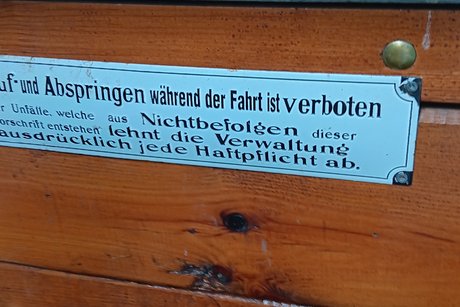 uf- und Abspringen während der Fahrt ist verboten
r Unfälle, welche aus Nichtbefolgen dieser
orschrift entstehen lehnt die Verwaltung
ausdrücklich jede Haftpflicht ab.